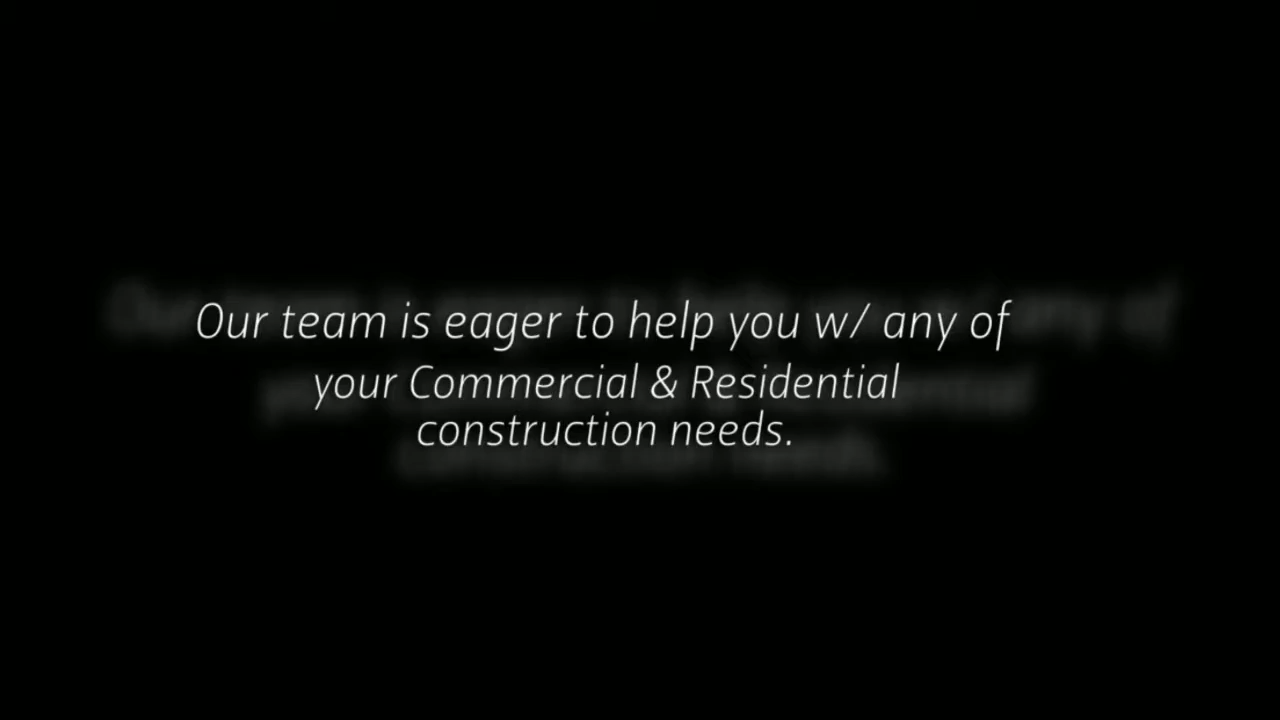 Our team is eager to help you w/ any of
your Commercial & Residential
construction needs.